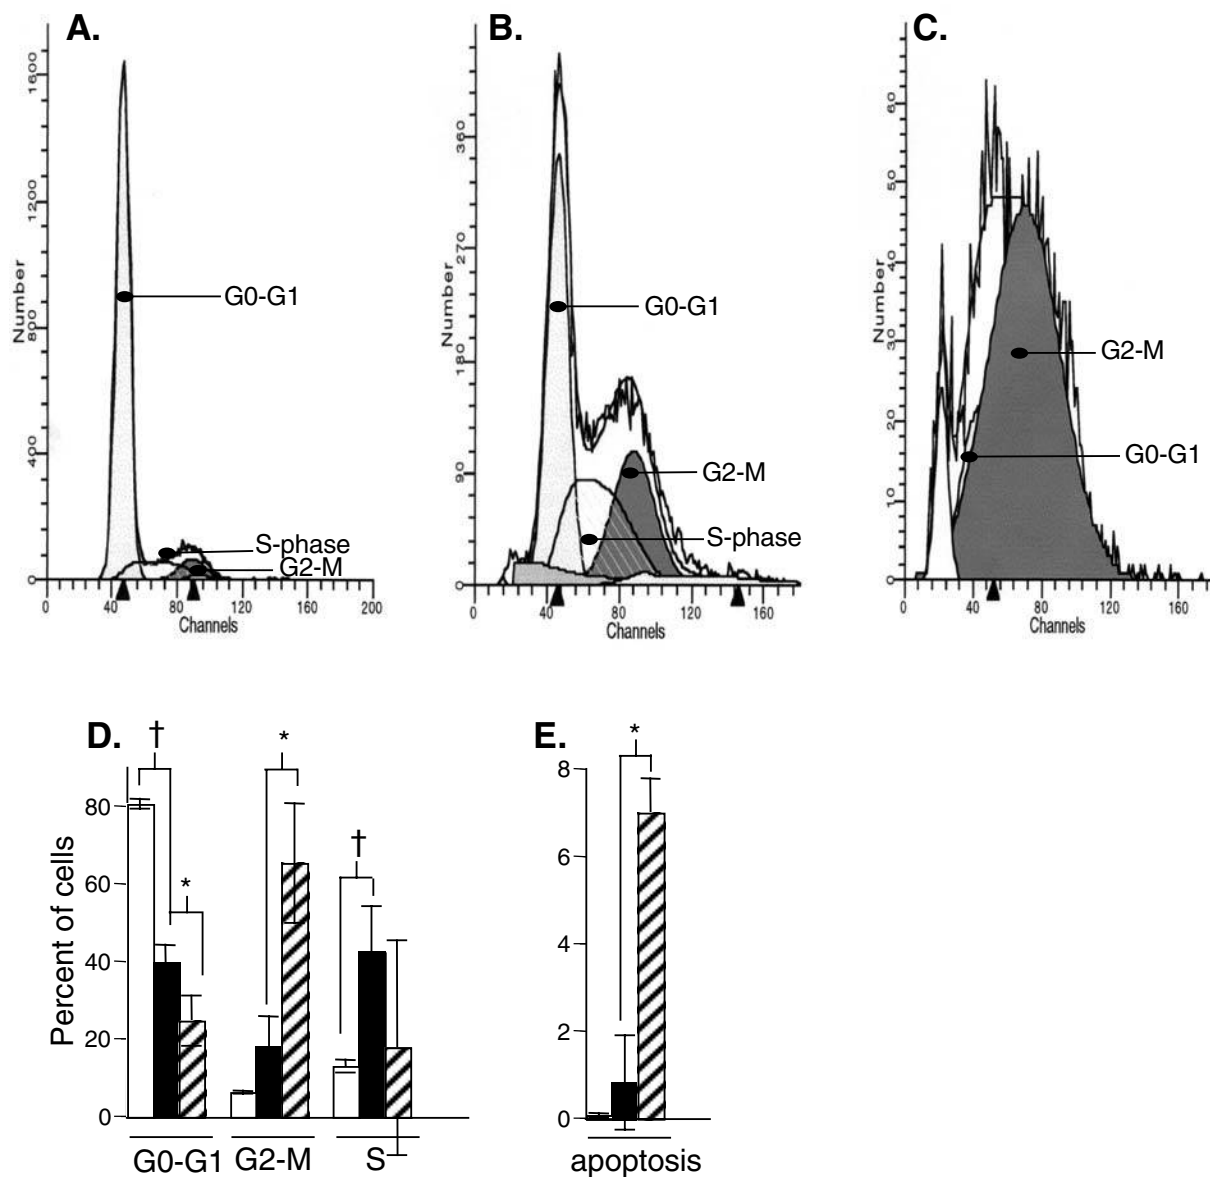 A.
Number
1600
1200
800
400
0
G0-G1
S-phase
G2-M
0 40 80 120 160 200
Channels
B.
Number
360
270
180
90
0
G0-G1
G2-M
S-phase
0 40 80 120 160
Channels
C.
Number
60
50
40
30
20
10
0
G2-M
G0-G1
0 40 80 120 160
Channels
D.
Percent of cells
80
60
40
20
0
†
*
*
†
G0-G1 G2-M S
E.
8
6
4
2
0
*
apoptosis